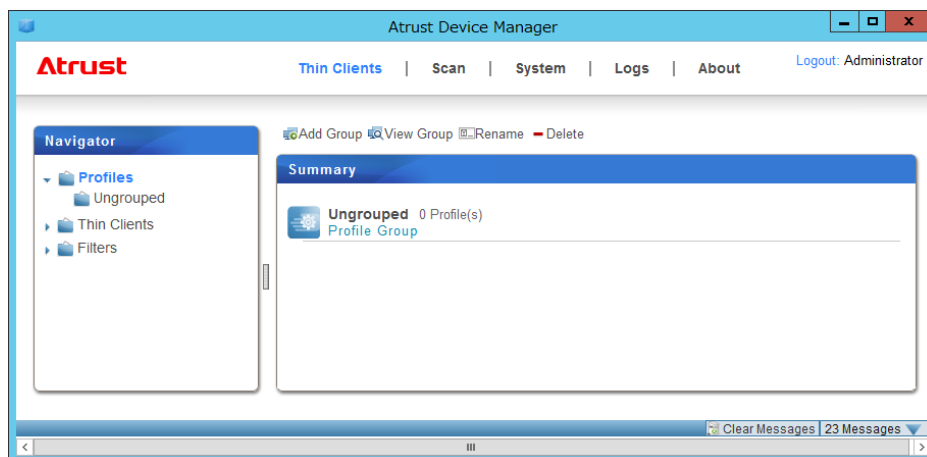 Atrust Device Manager
Atrust
Thin Clients | Scan | System | Logs | About
Logout: Administrator
Navigator
Profiles
Ungrouped
Thin Clients
Filters
Add Group View Group Rename Delete
Summary
Ungrouped 0 Profile(s)
Profile Group
Clear Messages 23 Messages